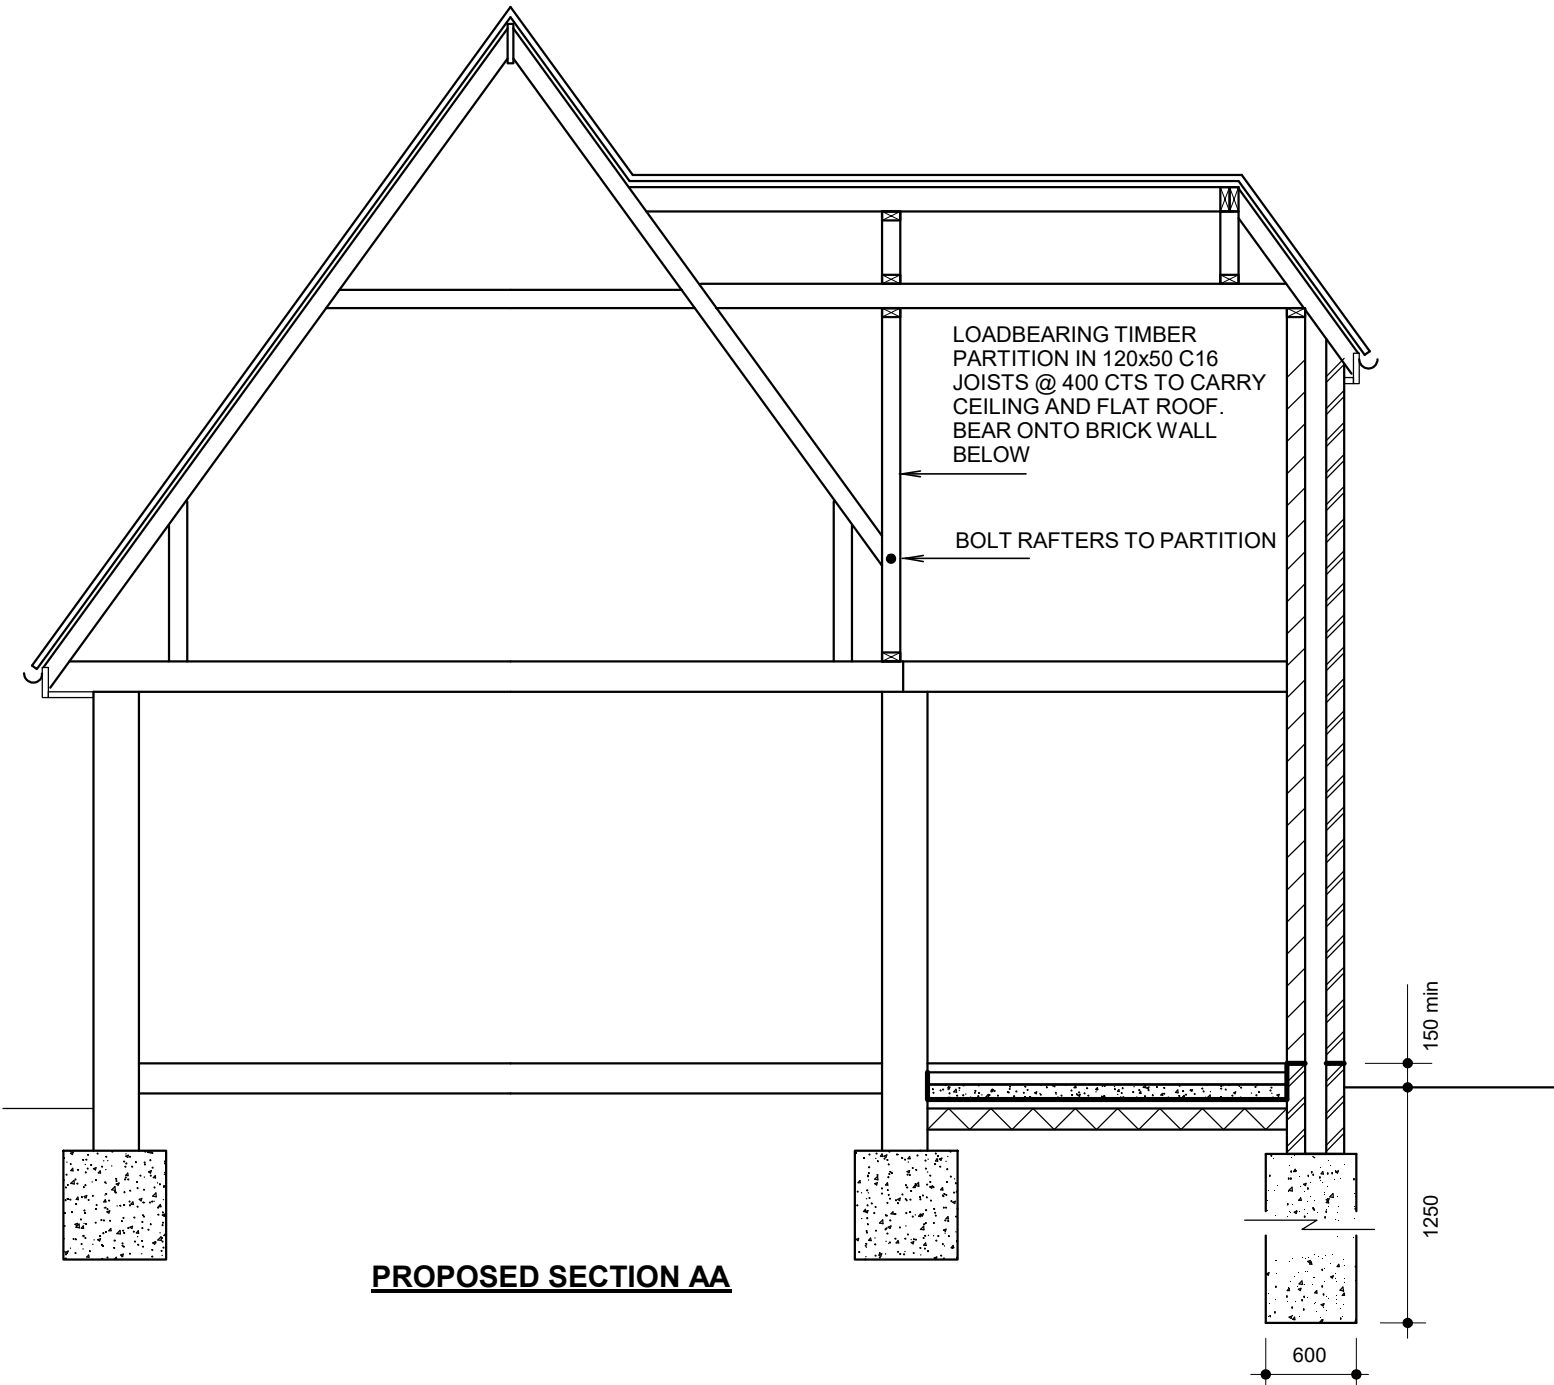 LOADBEARING TIMBER
PARTITION IN 120x50 C16
JOISTS @ 400 CTS TO CARRY
CEILING AND FLAT ROOF.
BEAR ONTO BRICK WALL
BELOW
BOLT RAFTERS TO PARTITION
150 min
1250
600
PROPOSED SECTION AA